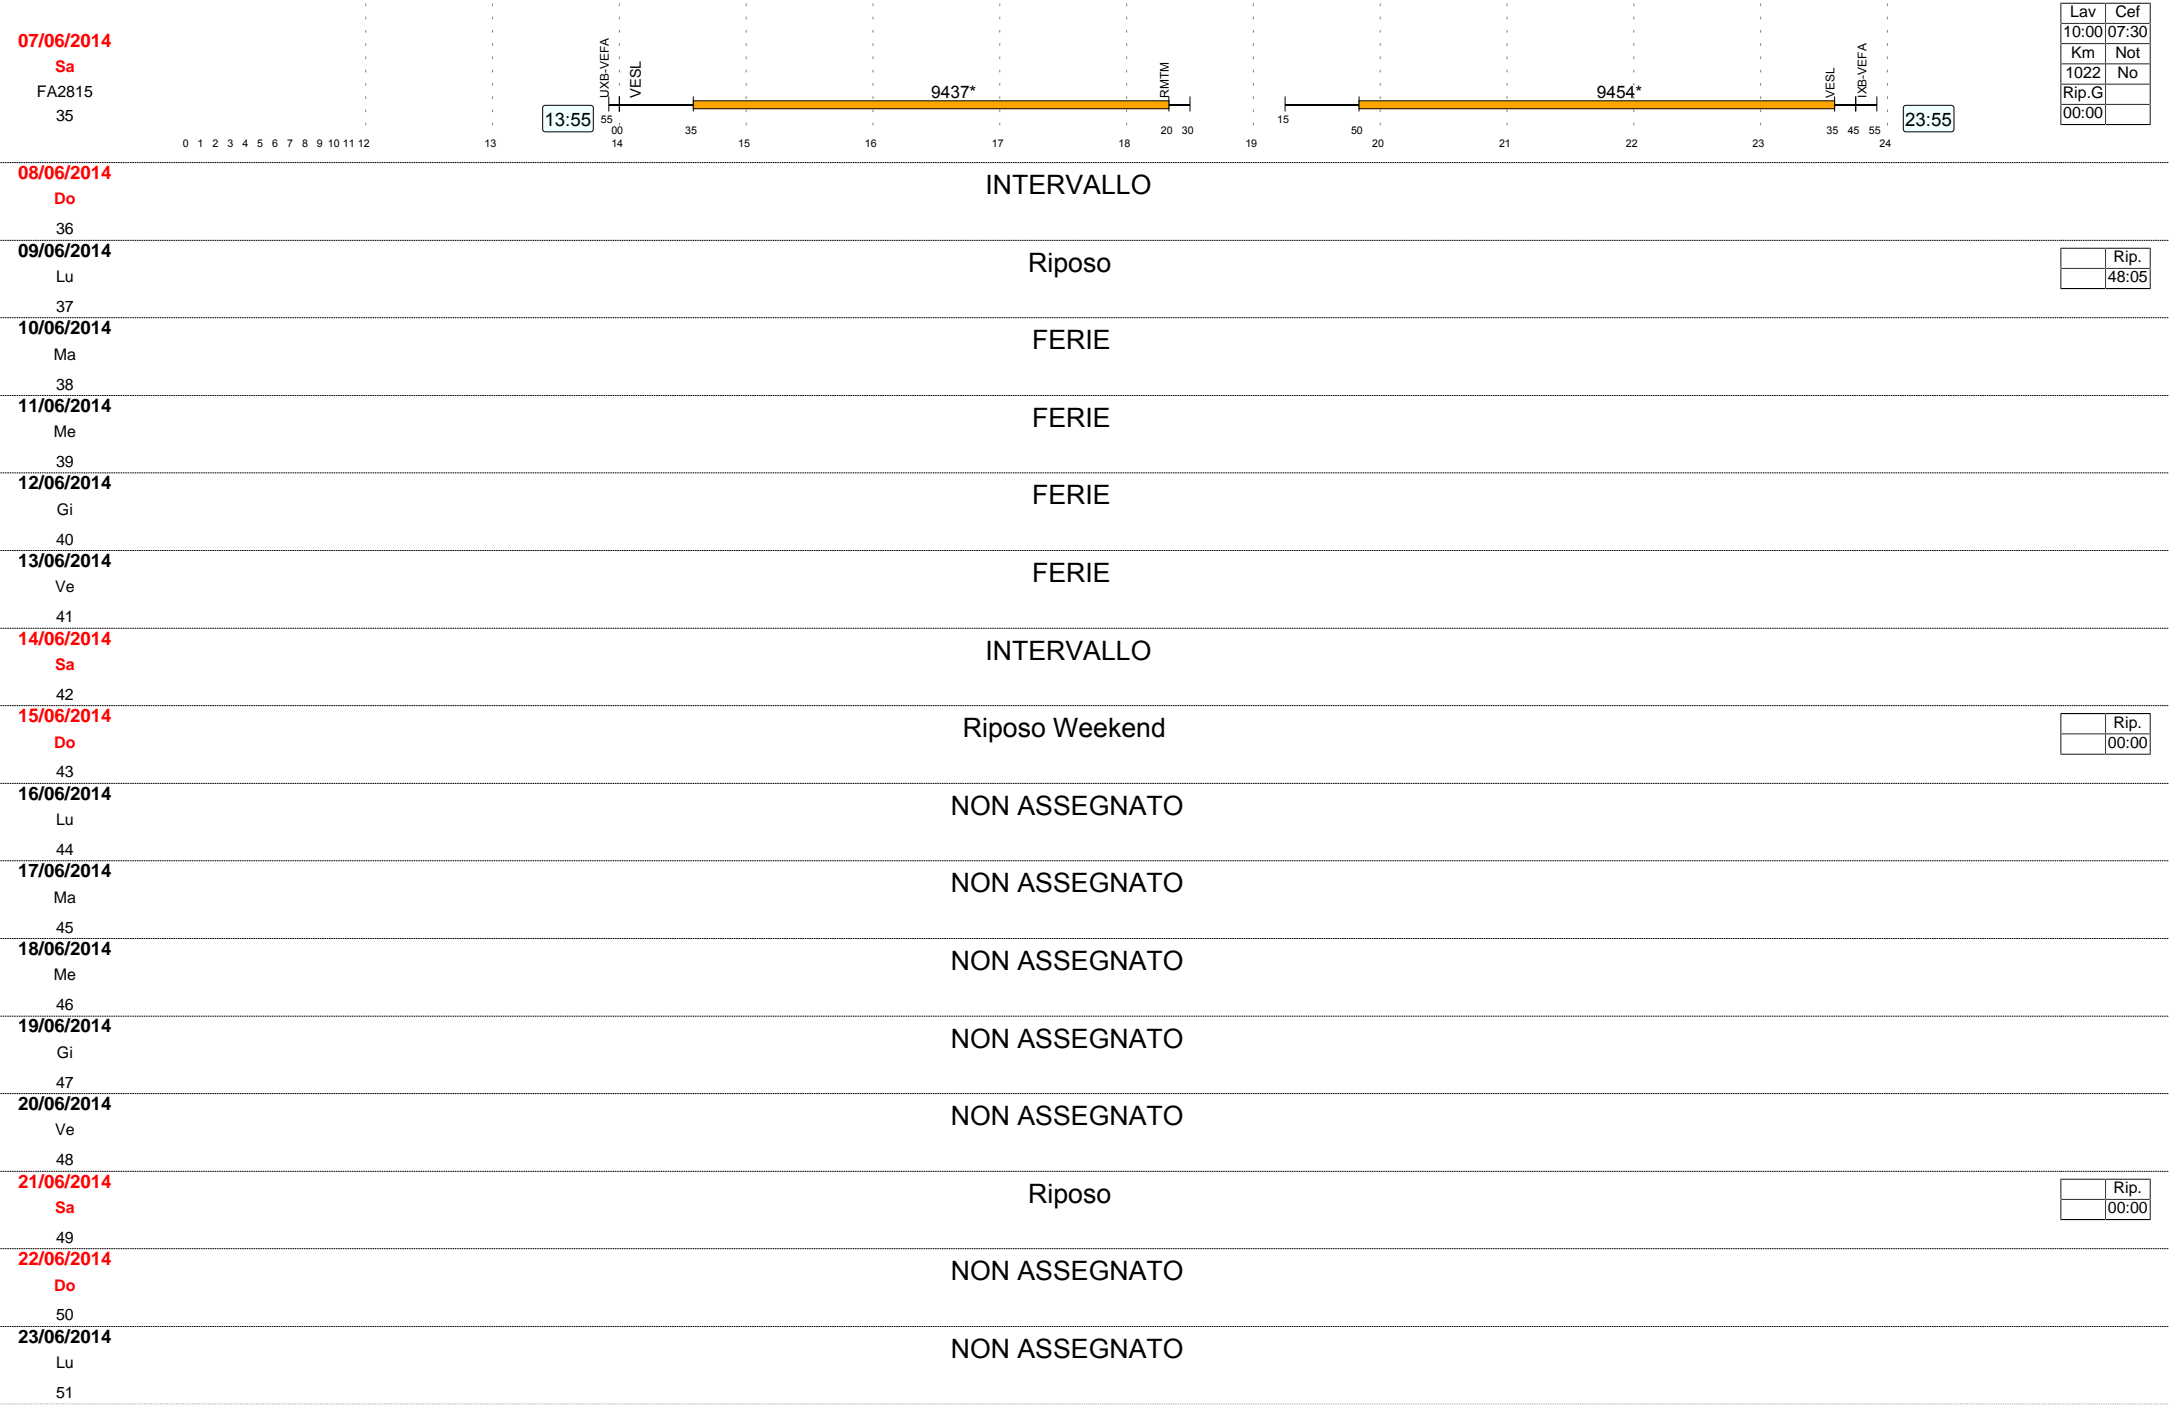 Lav Cef
07/06/2014
10:00 07:30
Sa
Km Not
FA2815
UXB-VEFA VESL 9437* RMTM 9454* VESL IXB-VEFA
1022 No
35
Rip.G
13:55 55 00 35 20 30 15 50 35 45 55 23:55
00:00
0 1 2 3 4 5 6 7 8 9 10 11 12 13 14 15 16 17 18 19 20 21 22 23 24
08/06/2014
INTERVALLO
Do
36
09/06/2014
Riposo
Rip.
Lu
48:05
37
10/06/2014
FERIE
Ma
38
11/06/2014
FERIE
Me
39
12/06/2014
FERIE
Gi
40
13/06/2014
FERIE
Ve
41
14/06/2014
INTERVALLO
Sa
42
15/06/2014
Riposo Weekend
Rip.
Do
00:00
43
16/06/2014
NON ASSEGNATO
Lu
44
17/06/2014
NON ASSEGNATO
Ma
45
18/06/2014
NON ASSEGNATO
Me
46
19/06/2014
NON ASSEGNATO
Gi
47
20/06/2014
NON ASSEGNATO
Ve
48
21/06/2014
Riposo
Rip.
Sa
00:00
49
22/06/2014
NON ASSEGNATO
Do
50
23/06/2014
NON ASSEGNATO
Lu
51